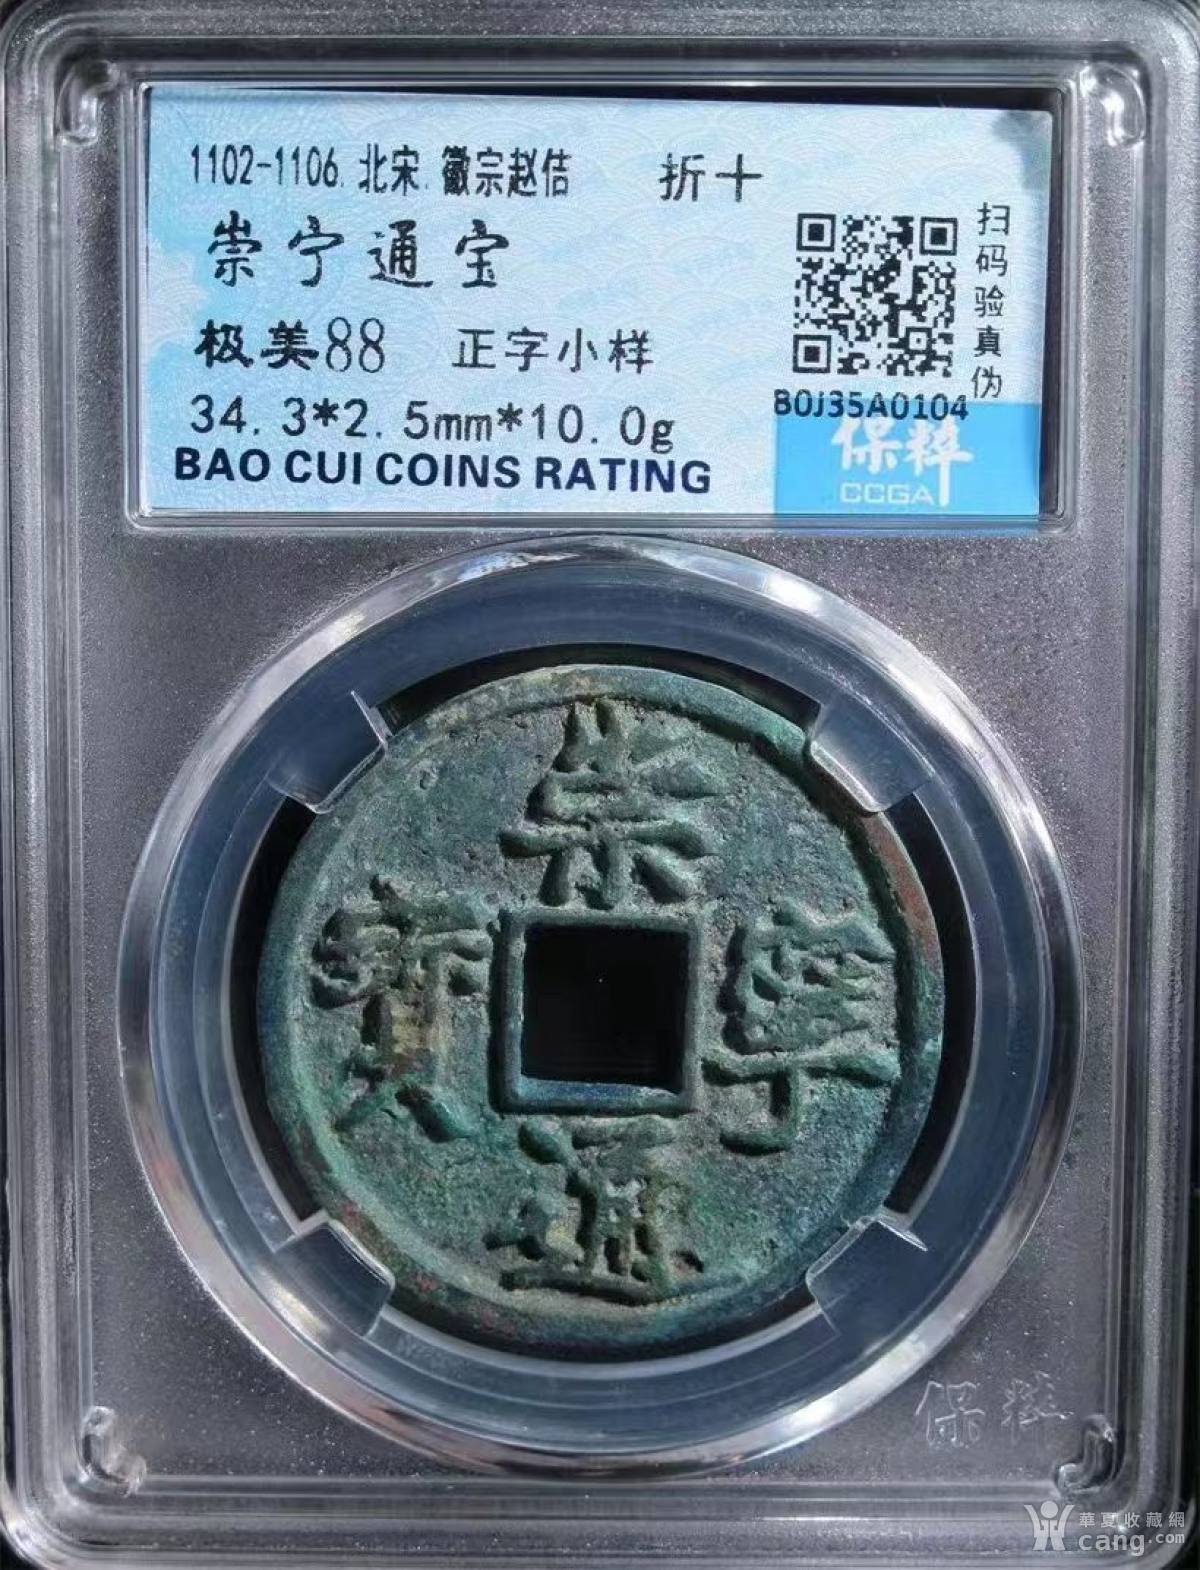 1102-1106.北宋.徽宗赵佶 折十
崇宁通宝
极美88 正字小样
34.3*2.5mm*10.0g
BAO CUI COINS RATING
扫码验真伪
BOJ35A0104
保粹
CCGA
崇
寧
通
寶
保粹
華夏收藏網
cang.com